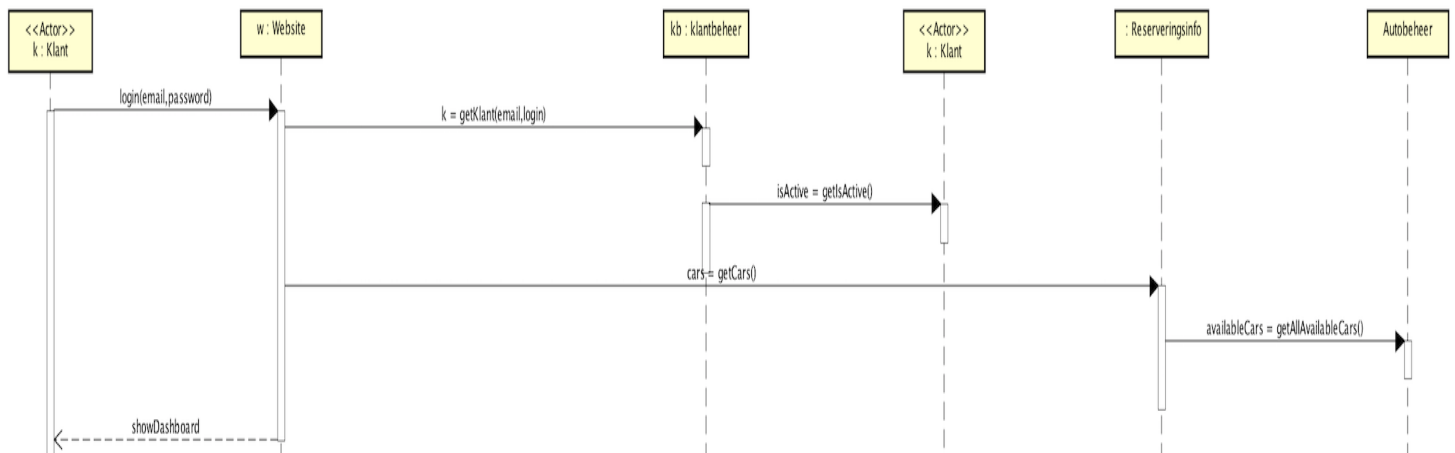 <<Actor>>
k : Klant
w : Website
kb : klantbeheer
<<Actor>>
k : Klant
: Reserveringsinfo
Autobeheer
login(email,password)
k = getKlant(email,login)
isActive = getIsActive()
cars = getCars()
availableCars = getAllAvailableCars()
showDashboard